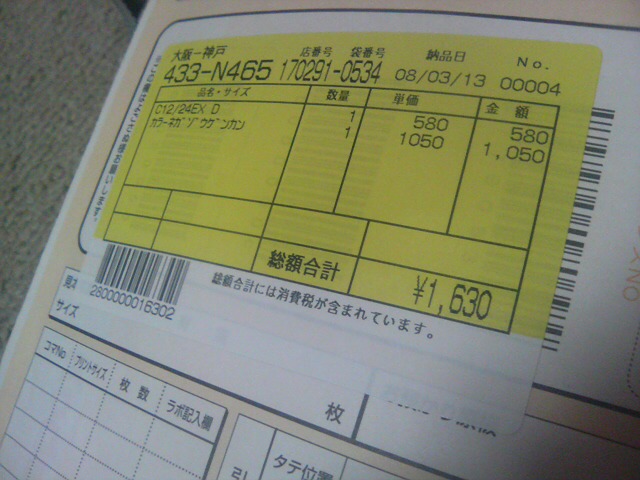 大阪－神戸 店番号 袋番号 納品日 No.
433-N465 170291-0534 08/03/13 00004
品名・サイズ 数量 単価 金額
C12/24EX.D 1 580 580
カラーネガゾウゲンカン 1 1050 1,050
総額合計 ¥1,630
2800000016302
総額合計には消費税が含まれています。
サイズ
コマNo プリントサイズ 枚数 ラボ記入欄
枚
タテ位置